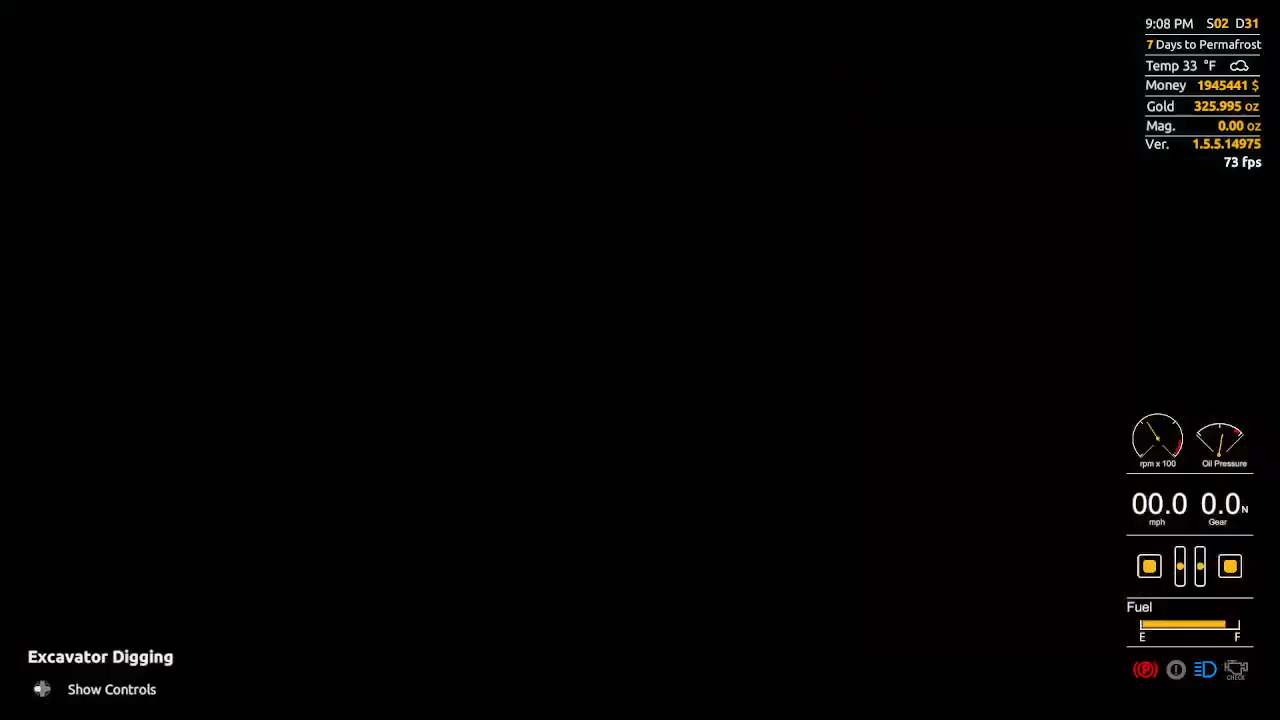 9:08 PM S02 D31
7 Days to Permafrost
Temp 33 °F
Money 1945441 $
Gold 325.995 oz
Mag. 0.00 oz
Ver. 1.5.5.14975
73 fps
rpm x 100 Oil Pressure
00.0 0.0N
mph Gear
Fuel
E F
Excavator Digging
Show Controls
CHECK